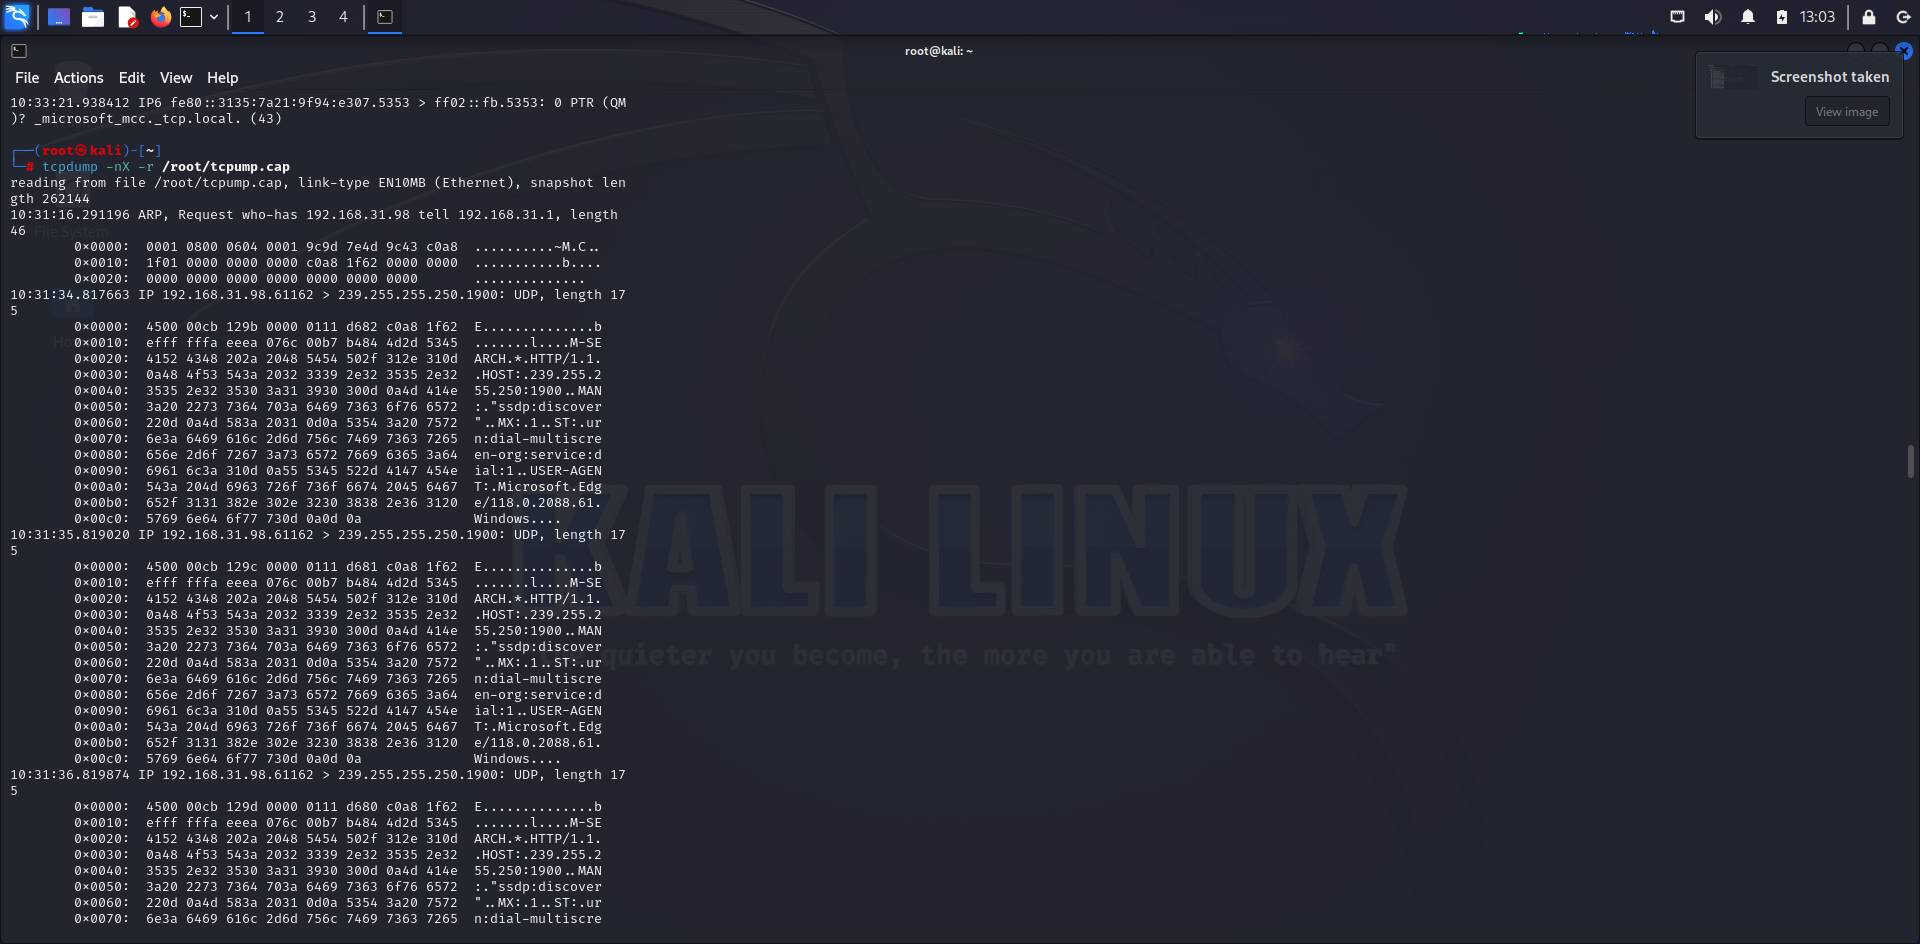 1 2 3 4 13:03
root@kali: ~
File Actions Edit View Help
Screenshot taken
View image
10:33:21.938412 IP6 fe80::3135:7a21:9f94:e307.5353 > ff02::fb.5353: 0 PTR (QM
)? _microsoft_mcc._tcp.local. (43)
┌──(root㉿kali)-[~]
└─# tcpdump -nX -r /root/tcpump.cap
reading from file /root/tcpump.cap, link-type EN10MB (Ethernet), snapshot len
gth 262144
10:31:16.291196 ARP, Request who-has 192.168.31.98 tell 192.168.31.1, length
46
File System
0x0000:  0001 0800 0604 0001 9c9d 7e4d 9c43 c0a8  ..........~M.C..
0x0010:  1f01 0000 0000 0000 c0a8 1f62 0000 0000  ...........b....
0x0020:  0000 0000 0000 0000 0000 0000 0000  ..............
10:31:34.817663 IP 192.168.31.98.61162 > 239.255.255.250.1900: UDP, length 17
5
0x0000:  4500 00cb 129b 0000 0111 d682 c0a8 1f62  E..............b
0x0010:  efff fffa eeea 076c 00b7 b484 4d2d 5345  .......l....M-SE
0x0020:  4152 4348 202a 2048 5454 502f 312e 310d  ARCH.*.HTTP/1.1.
0x0030:  0a48 4f53 543a 2032 3339 2e32 3535 2e32  .HOST:.239.255.2
0x0040:  3535 2e32 3530 3a31 3930 300d 0a4d 414e  55.250:1900..MAN
0x0050:  3a20 2273 7364 703a 6469 7363 6f76 6572  :."ssdp:discover
0x0060:  220d 0a4d 583a 2031 0d0a 5354 3a20 7572  "..MX:.1..ST:.ur
0x0070:  6e3a 6469 616c 2d6d 756c 7469 7363 7265  n:dial-multiscre
0x0080:  656e 2d6f 7267 3a73 6572 7669 6365 3a64  en-org:service:d
0x0090:  6961 6c3a 310d 0a55 5345 522d 4147 454e  ial:1..USER-AGEN
0x00a0:  543a 204d 6963 726f 736f 6674 2045 6467  T:.Microsoft.Edg
0x00b0:  652f 3131 382e 302e 3230 3838 2e36 3120  e/118.0.2088.61.
0x00c0:  5769 6e64 6f77 730d 0a0d 0a  Windows....
10:31:35.819020 IP 192.168.31.98.61162 > 239.255.255.250.1900: UDP, length 17
5
0x0000:  4500 00cb 129c 0000 0111 d681 c0a8 1f62  E..............b
0x0010:  efff fffa eeea 076c 00b7 b484 4d2d 5345  .......l....M-SE
0x0020:  4152 4348 202a 2048 5454 502f 312e 310d  ARCH.*.HTTP/1.1.
0x0030:  0a48 4f53 543a 2032 3339 2e32 3535 2e32  .HOST:.239.255.2
0x0040:  3535 2e32 3530 3a31 3930 300d 0a4d 414e  55.250:1900..MAN
0x0050:  3a20 2273 7364 703a 6469 7363 6f76 6572  :."ssdp:discover
0x0060:  220d 0a4d 583a 2031 0d0a 5354 3a20 7572  "..MX:.1..ST:.ur
0x0070:  6e3a 6469 616c 2d6d 756c 7469 7363 7265  n:dial-multiscre
0x0080:  656e 2d6f 7267 3a73 6572 7669 6365 3a64  en-org:service:d
0x0090:  6961 6c3a 310d 0a55 5345 522d 4147 454e  ial:1..USER-AGEN
0x00a0:  543a 204d 6963 726f 736f 6674 2045 6467  T:.Microsoft.Edg
0x00b0:  652f 3131 382e 302e 3230 3838 2e36 3120  e/118.0.2088.61.
0x00c0:  5769 6e64 6f77 730d 0a0d 0a  Windows....
10:31:36.819874 IP 192.168.31.98.61162 > 239.255.255.250.1900: UDP, length 17
5
0x0000:  4500 00cb 129d 0000 0111 d680 c0a8 1f62  E..............b
0x0010:  efff fffa eeea 076c 00b7 b484 4d2d 5345  .......l....M-SE
0x0020:  4152 4348 202a 2048 5454 502f 312e 310d  ARCH.*.HTTP/1.1.
0x0030:  0a48 4f53 543a 2032 3339 2e32 3535 2e32  .HOST:.239.255.2
0x0040:  3535 2e32 3530 3a31 3930 300d 0a4d 414e  55.250:1900..MAN
0x0050:  3a20 2273 7364 703a 6469 7363 6f76 6572  :."ssdp:discover
0x0060:  220d 0a4d 583a 2031 0d0a 5354 3a20 7572  "..MX:.1..ST:.ur
0x0070:  6e3a 6469 616c 2d6d 756c 7469 7363 7265  n:dial-multiscre
KALI LINUX
quieter you become, the more you are able to hear"